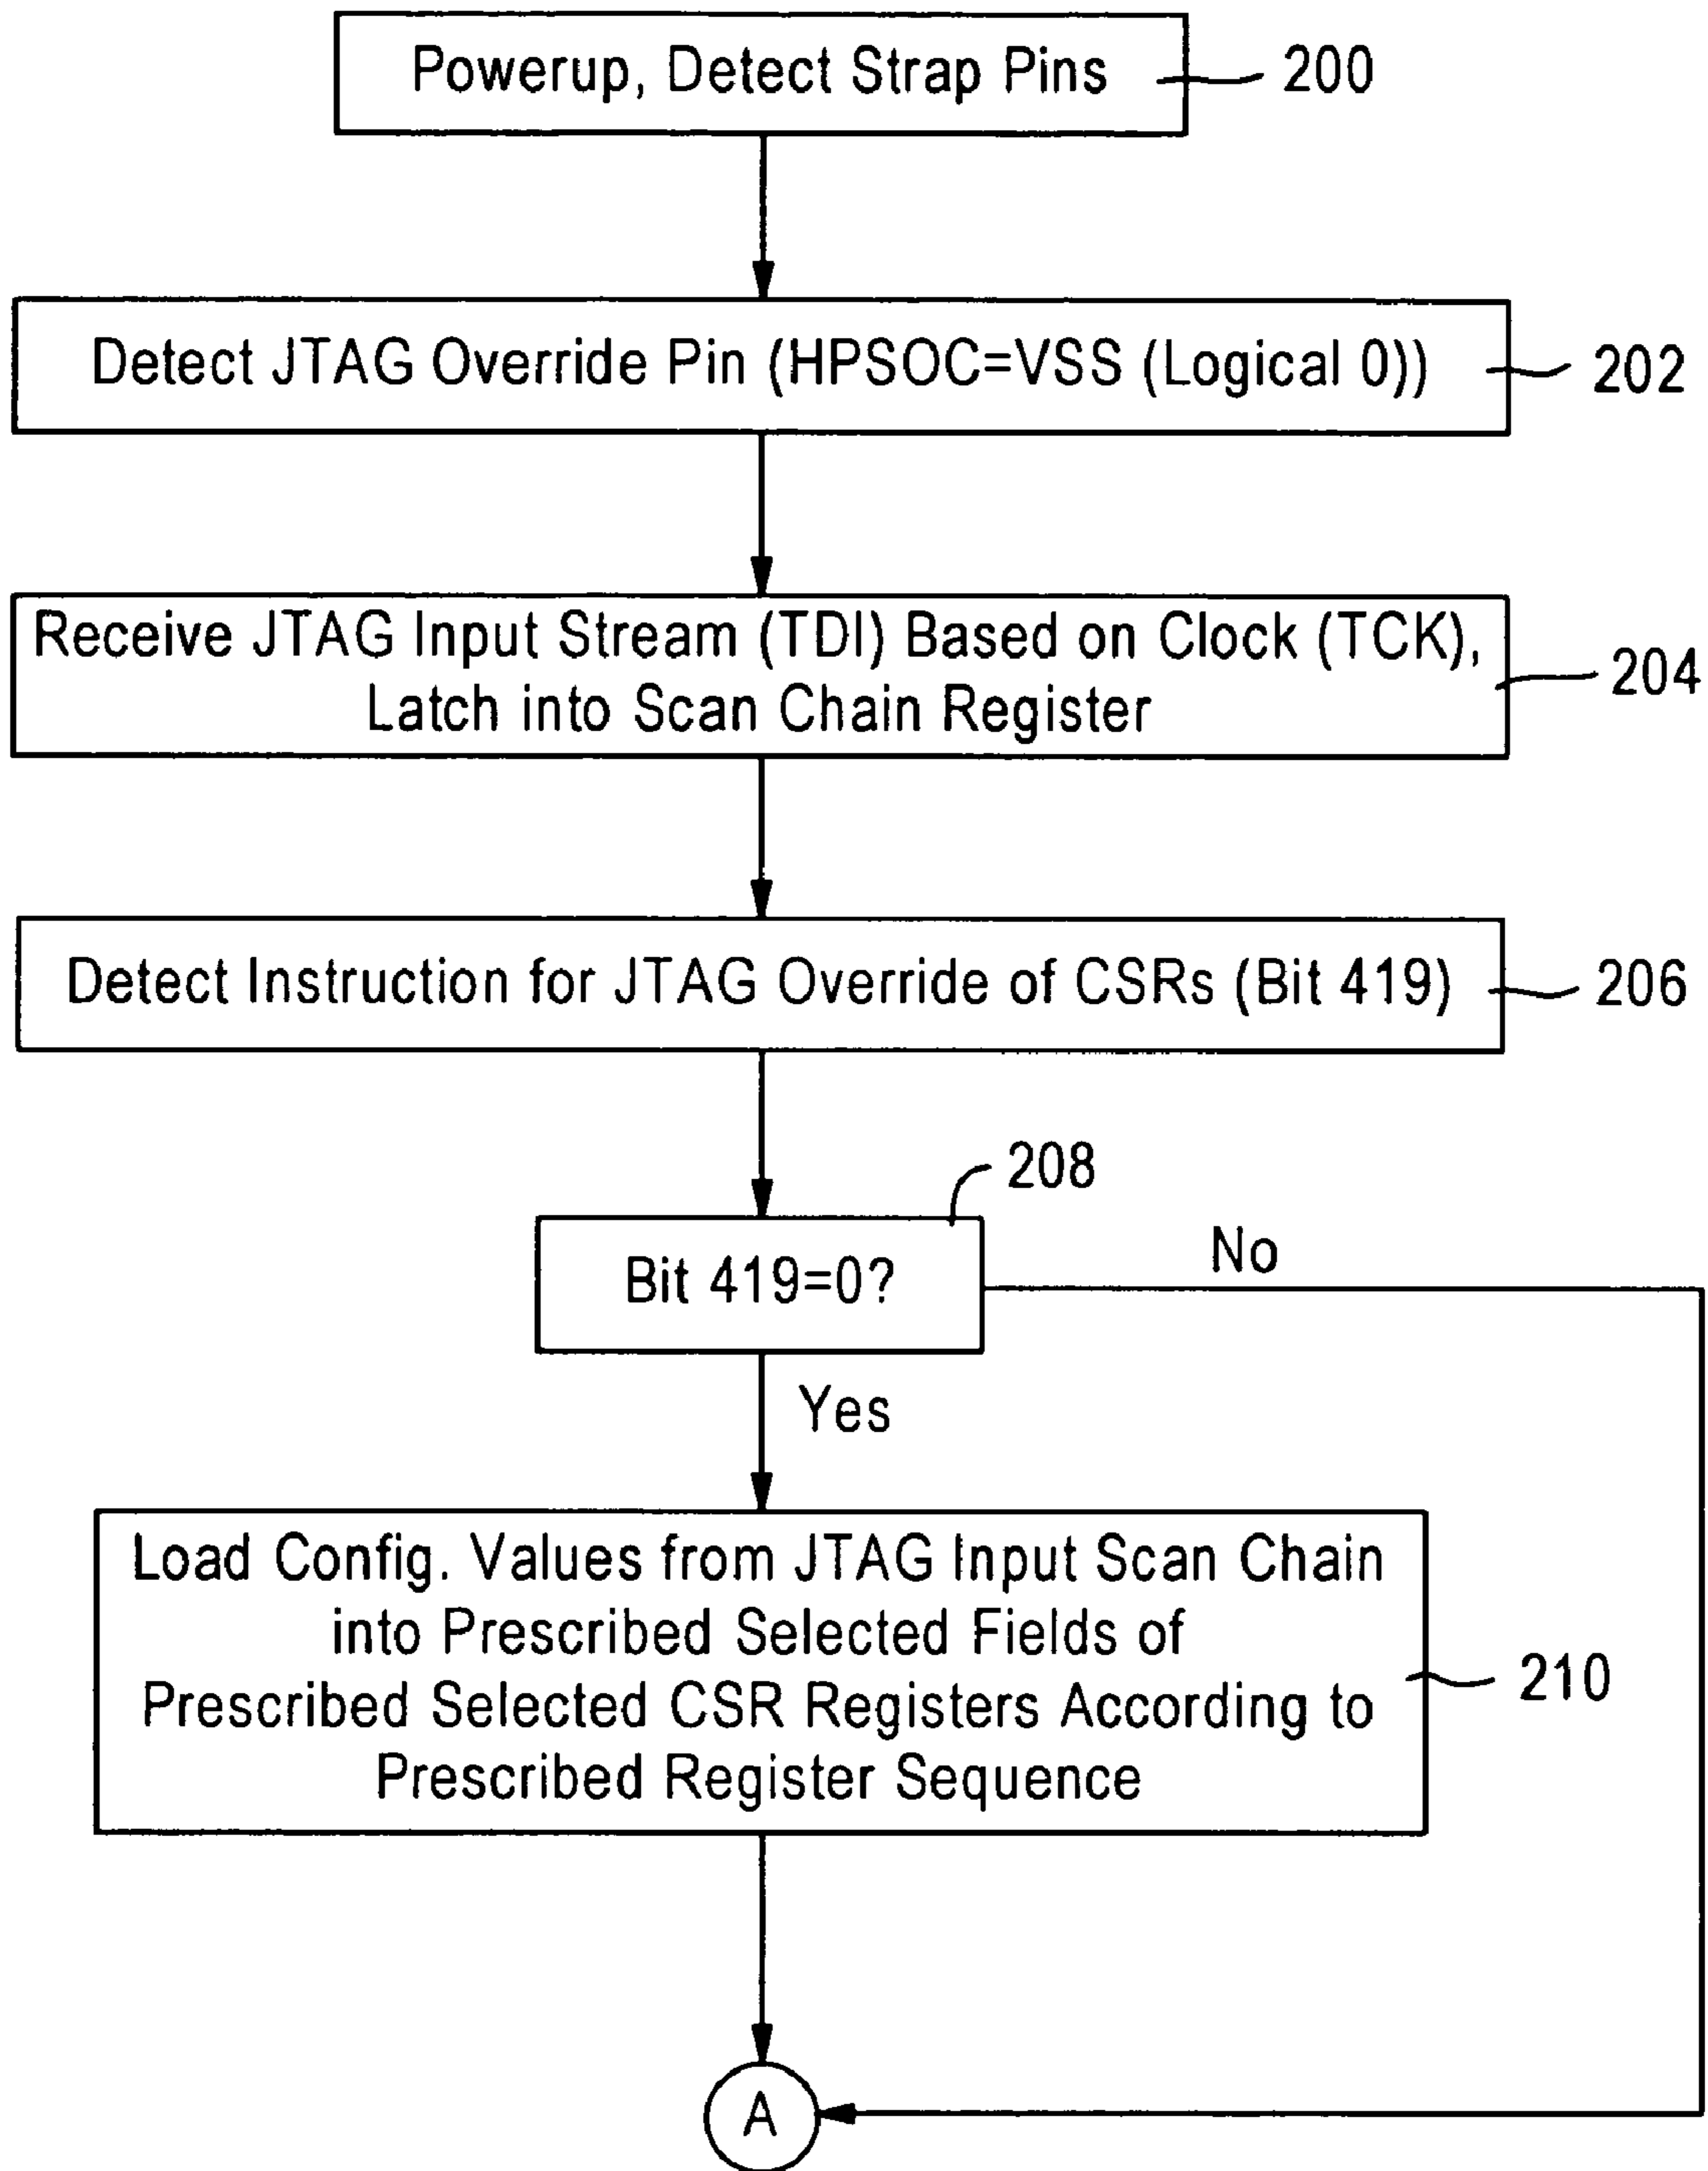 Powerup, Detect Strap Pins
200
Detect JTAG Override Pin (HPSOC=VSS (Logical 0))
202
Receive JTAG Input Stream (TDI) Based on Clock (TCK),
Latch into Scan Chain Register
204
Detect Instruction for JTAG Override of CSRs (Bit 419)
206
208
Bit 419=0?
No
Yes
Load Config. Values from JTAG Input Scan Chain
into Prescribed Selected Fields of
Prescribed Selected CSR Registers According to
Prescribed Register Sequence
210
A